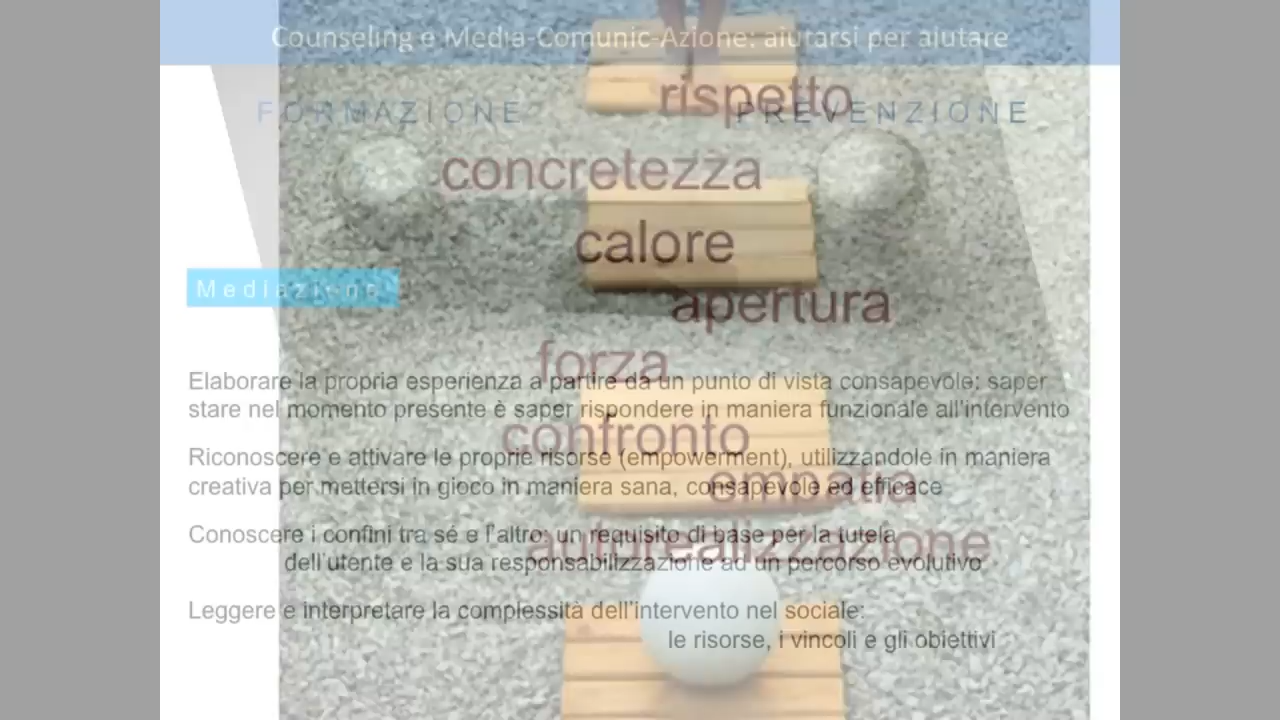 Counseling e Media-Comunic-Azione: aiutarsi per aiutare
rispetto
FORMAZIONE PREVENZIONE
concretezza
calore
Mediazione
apertura
forza
Elaborare la propria esperienza a partire da un punto di vista consapevole: saper
stare nel momento presente è saper rispondere in maniera funzionale all'intervento
confronto
Riconoscere e attivare le proprie risorse (empowerment), utilizzandole in maniera
empatia
creativa per mettersi in gioco in maniera sana, consapevole ed efficace
Conoscere i confini tra sé e l'altro: un requisito di base per la tutela
autorealizzazione
dell'utente e la sua responsabilizzazione ad un percorso evolutivo
Leggere e interpretare la complessità dell'intervento nel sociale:
le risorse, i vincoli e gli obiettivi